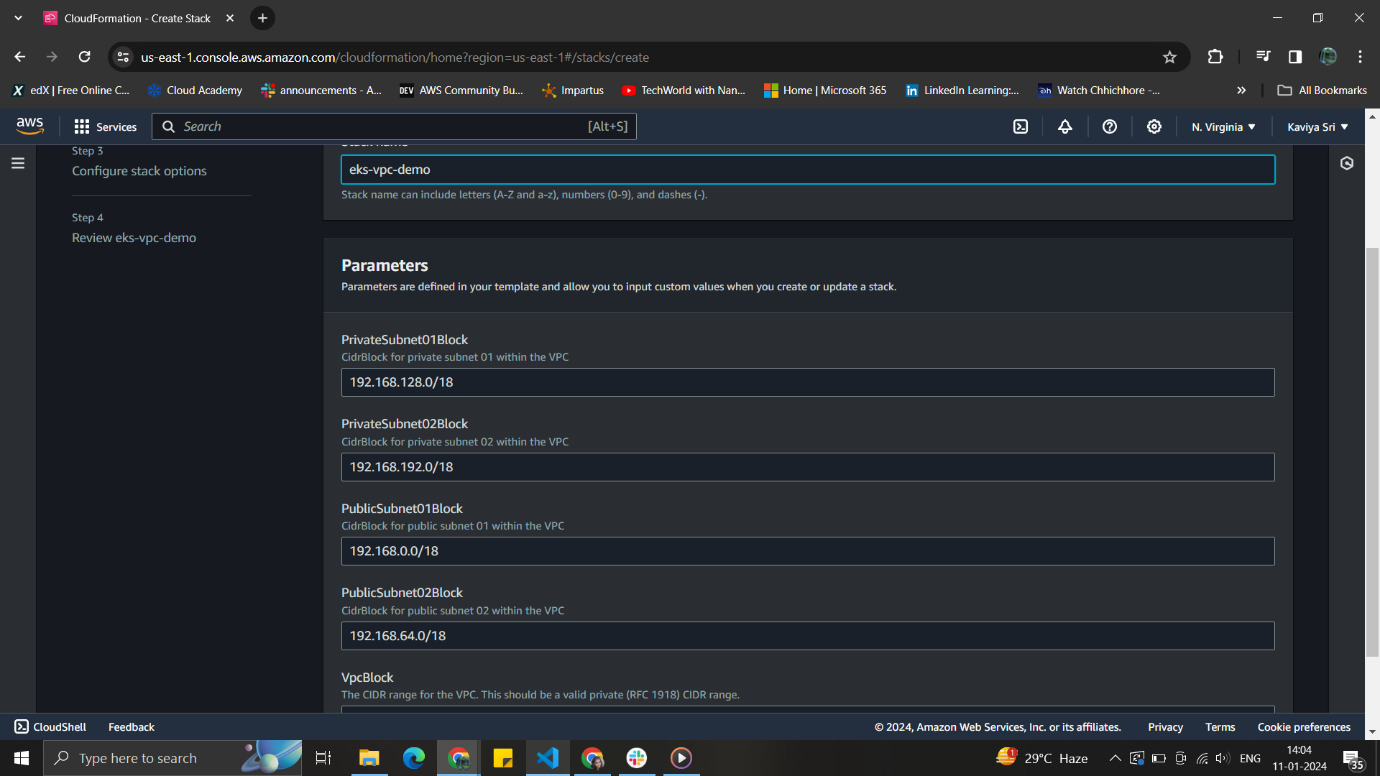 CloudFormation - Create Stack
us-east-1.console.aws.amazon.com/cloudformation/home?region=us-east-1#/stacks/create
edX | Free Online C... Cloud Academy announcements - A... DEV AWS Community Bu... Impartus TechWorld with Nan... Home | Microsoft 365 LinkedIn Learning:... Watch Chhichhore -... » All Bookmarks
aws Services Search [Alt+S] N. Virginia Kaviya Sri
Step 3
Configure stack options
Step 4
Review eks-vpc-demo
Stack name
eks-vpc-demo
Stack name can include letters (A-Z and a-z), numbers (0-9), and dashes (-).
Parameters
Parameters are defined in your template and allow you to input custom values when you create or update a stack.
PrivateSubnet01Block
CidrBlock for private subnet 01 within the VPC
192.168.128.0/18
PrivateSubnet02Block
CidrBlock for private subnet 02 within the VPC
192.168.192.0/18
PublicSubnet01Block
CidrBlock for public subnet 01 within the VPC
192.168.0.0/18
PublicSubnet02Block
CidrBlock for public subnet 02 within the VPC
192.168.64.0/18
VpcBlock
The CIDR range for the VPC. This should be a valid private (RFC 1918) CIDR range.
CloudShell Feedback © 2024, Amazon Web Services, Inc. or its affiliates. Privacy Terms Cookie preferences
Type here to search 1 29°C Haze ENG 14:04
11-01-2024 35